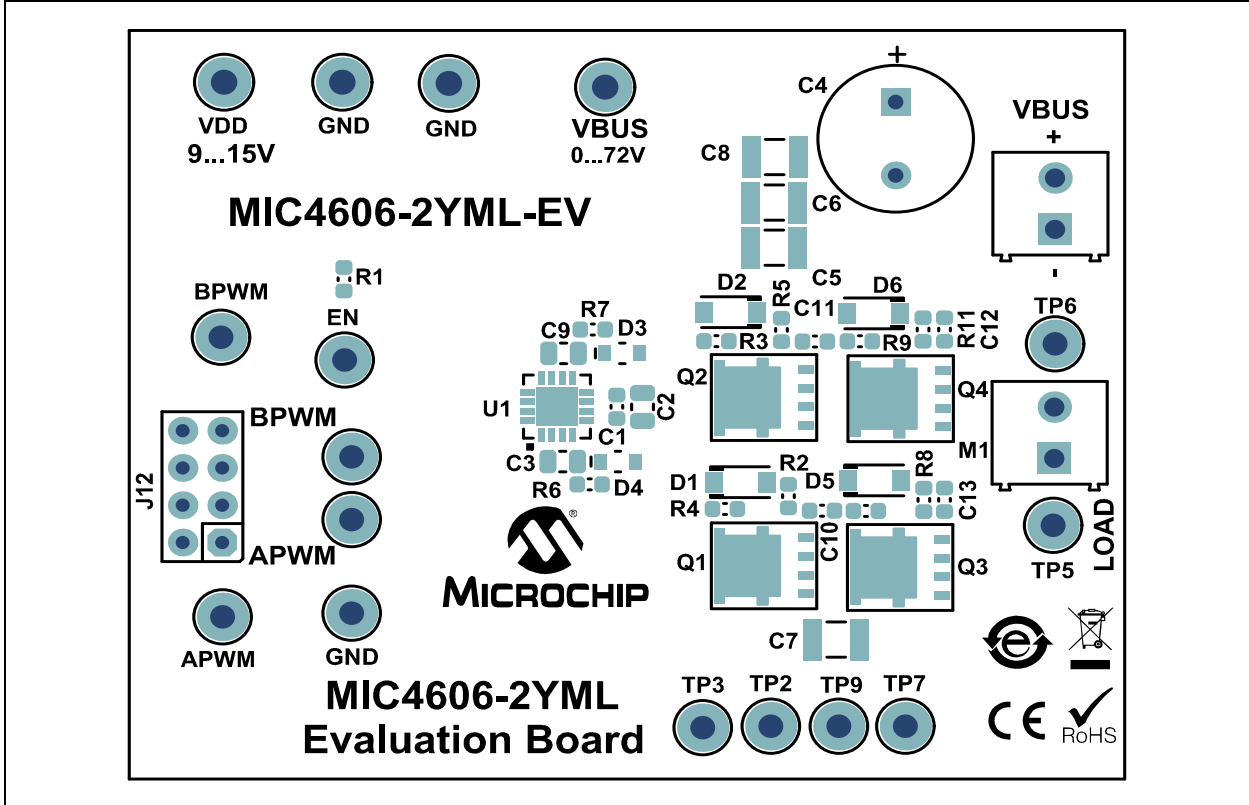 VDD
9...15V
GND
GND
VBUS
0...72V
+
C4
VBUS
+
-
C8
C6
C5
MIC4606-2YML-EV
R1
BPWM
EN
R7
C9
D3
U1
C1
C2
C3
R6
D4
D2
R5
C11
D6
R3
R9
R11
C12
TP6
Q2
Q4
M1
BPWM
J12
APWM
D1
R2
D5
R8
R4
C10
C13
Q1
Q3
TP5
LOAD
MICROCHIP
®
APWM
GND
C7
e
MIC4606-2YML
Evaluation Board
TP3
TP2
TP9
TP7
CE
RoHS